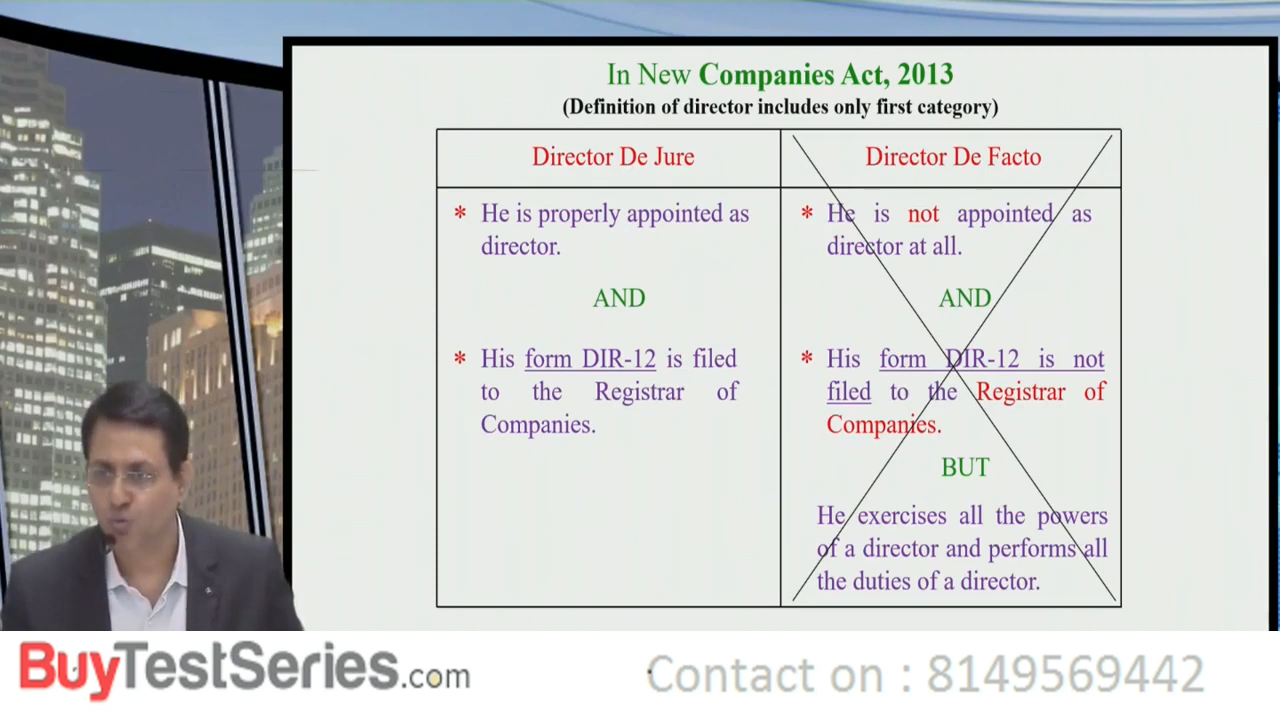 In New Companies Act, 2013
(Definition of director includes only first category)
Director De Jure
* He is properly appointed as
director.
AND
* His form DIR-12 is filed
to the Registrar of
Companies.
Director De Facto
* He is not appointed as
director at all.
AND
* His form DIR-12 is not
filed to the Registrar of
Companies.
BUT
He exercises all the powers
of a director and performs all
the duties of a director.
BuyTestSeries.com
Contact on : 8149569442